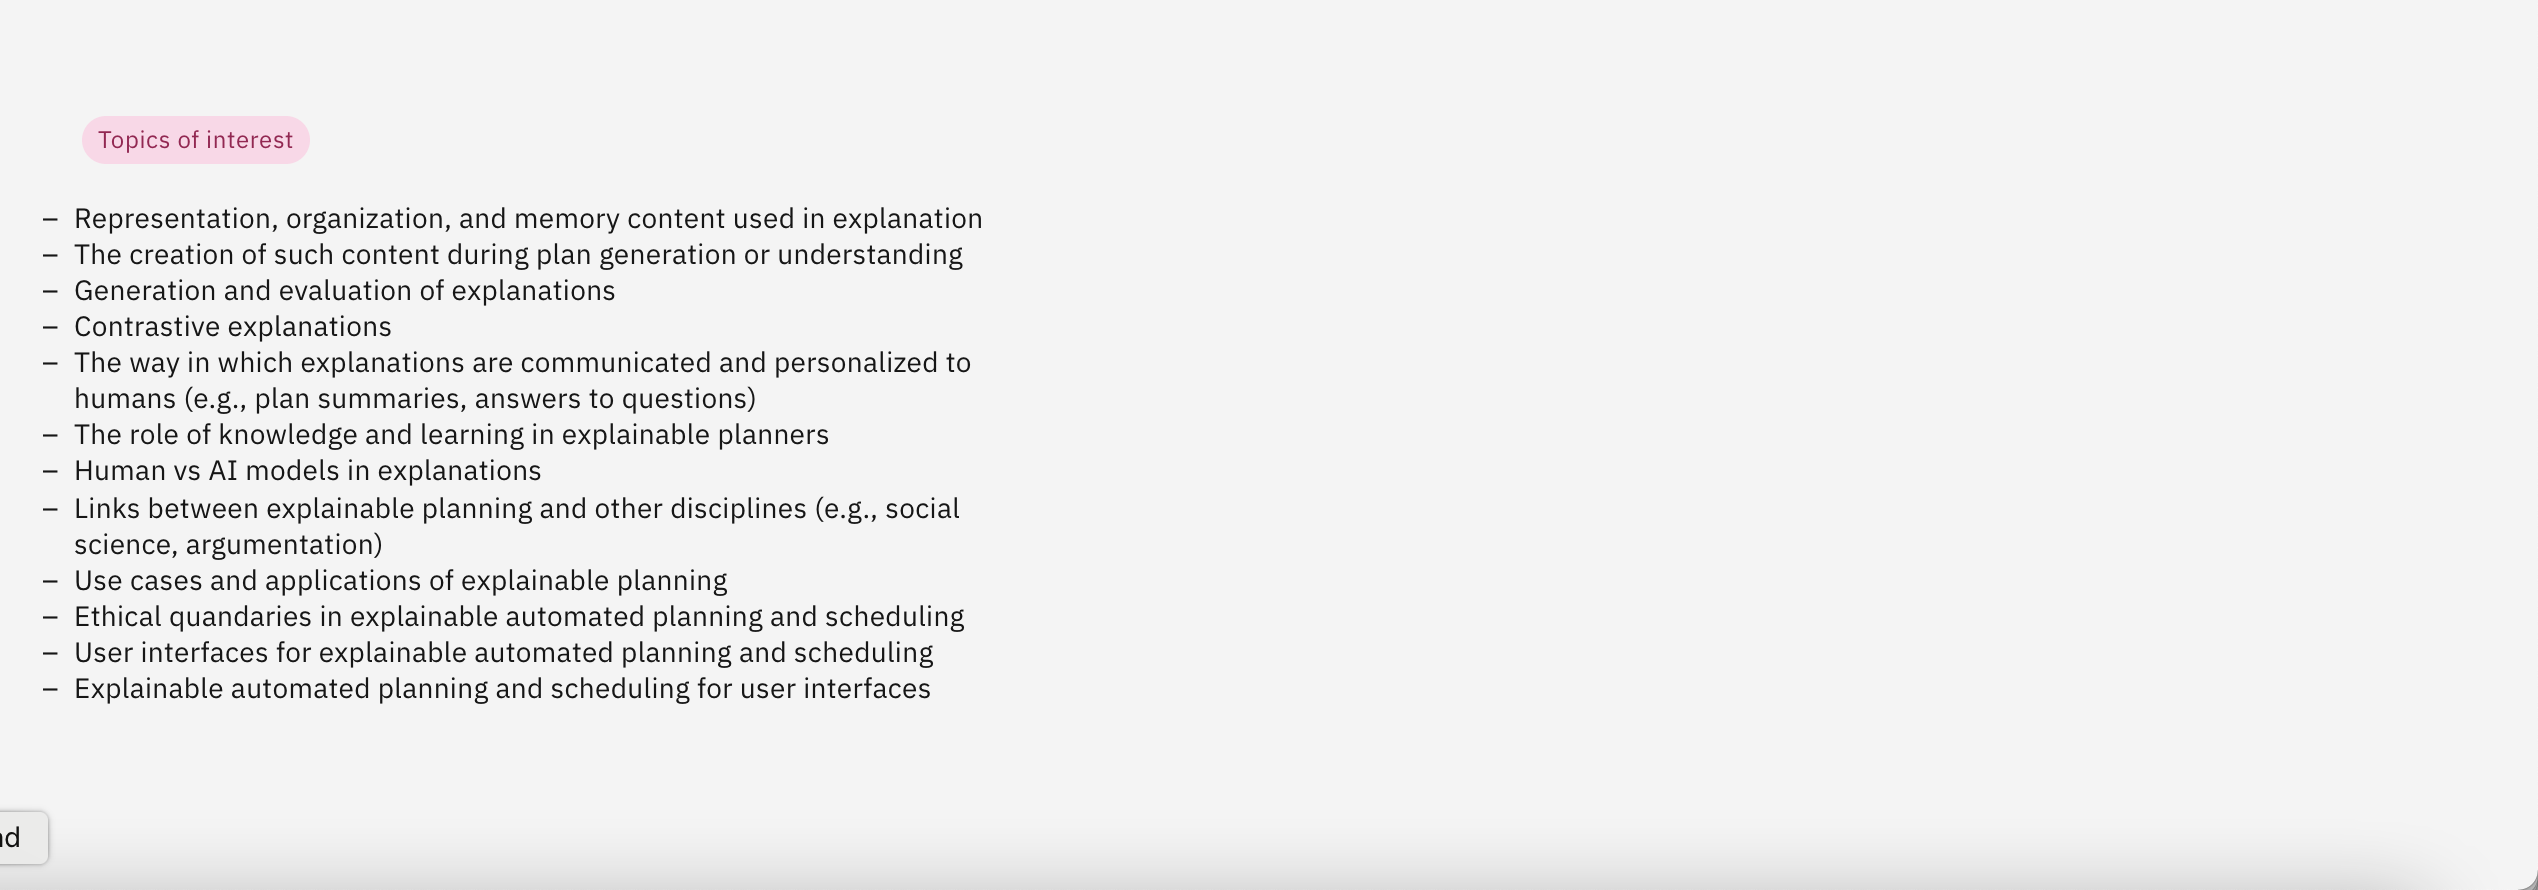 Topics of interest
– Representation, organization, and memory content used in explanation
– The creation of such content during plan generation or understanding
– Generation and evaluation of explanations
– Contrastive explanations
– The way in which explanations are communicated and personalized to
humans (e.g., plan summaries, answers to questions)
– The role of knowledge and learning in explainable planners
– Human vs AI models in explanations
– Links between explainable planning and other disciplines (e.g., social
science, argumentation)
– Use cases and applications of explainable planning
– Ethical quandaries in explainable automated planning and scheduling
– User interfaces for explainable automated planning and scheduling
– Explainable automated planning and scheduling for user interfaces